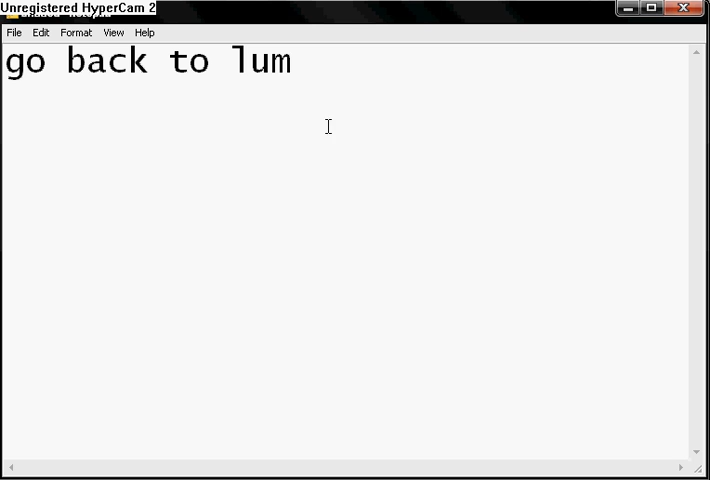 Unregistered HyperCam 2
File Edit Format View Help
go back to lum